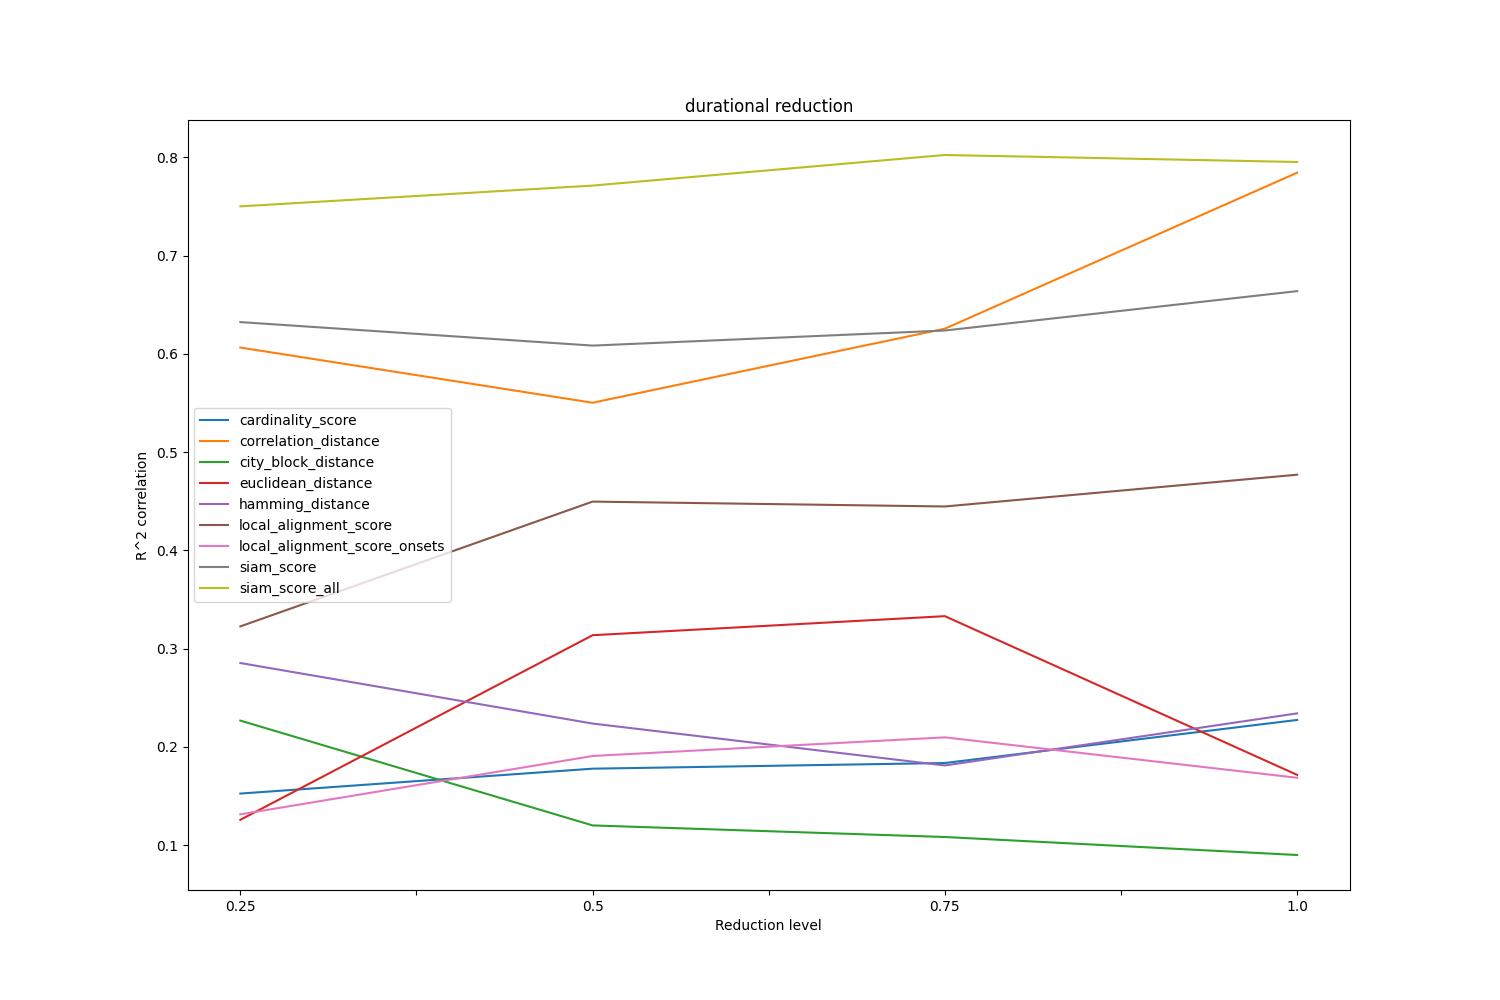 durational reduction
0.8
0.7
0.6
0.5
0.4
0.3
0.2
0.1
R^2 correlation
cardinality_score
correlation_distance
city_block_distance
euclidean_distance
hamming_distance
local_alignment_score
local_alignment_score_onsets
siam_score
siam_score_all
0.25 0.5 0.75 1.0
Reduction level